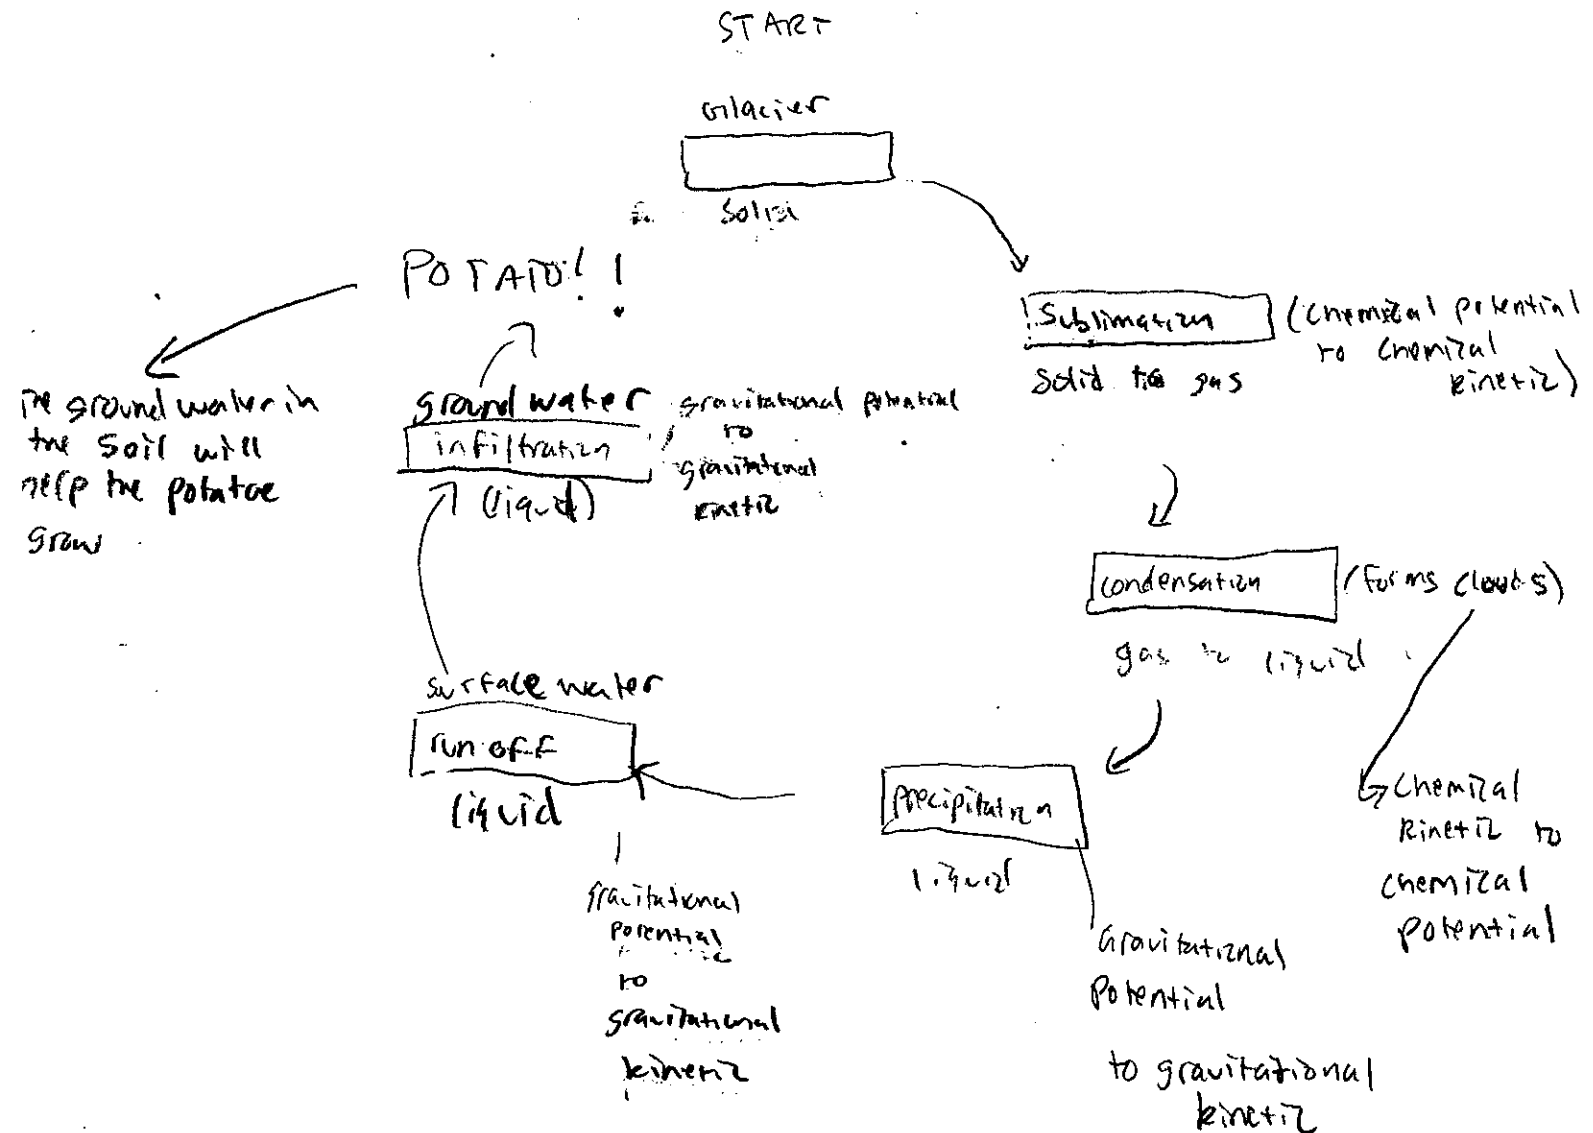 START
Glacier
Solid
POTATO!!
Sublimation
(Chemical potential
to Chemical
kinetic)
Solid to gas
The ground water in
the Soil will
help the potatoe
grow
ground water
infiltration
(liquid)
gravitational potential
to
gravitational
kinetic
condensation
(forms clouds)
gas to liquid
surface water
run off
liquid
precipitation
liquid
Chemical
Kinetic to
chemical
potential
gravitational
potential
to
gravitational
kinetic
Gravitational
Potential
to gravitational
kinetic